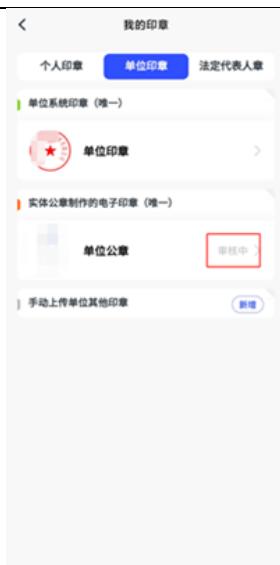 我的印章
个人印章 单位印章 法定代表人章
单位系统印章（唯一）
单位印章
实体公章制作的电子印章（唯一）
单位公章 审核中
手动上传单位其他印章 新增